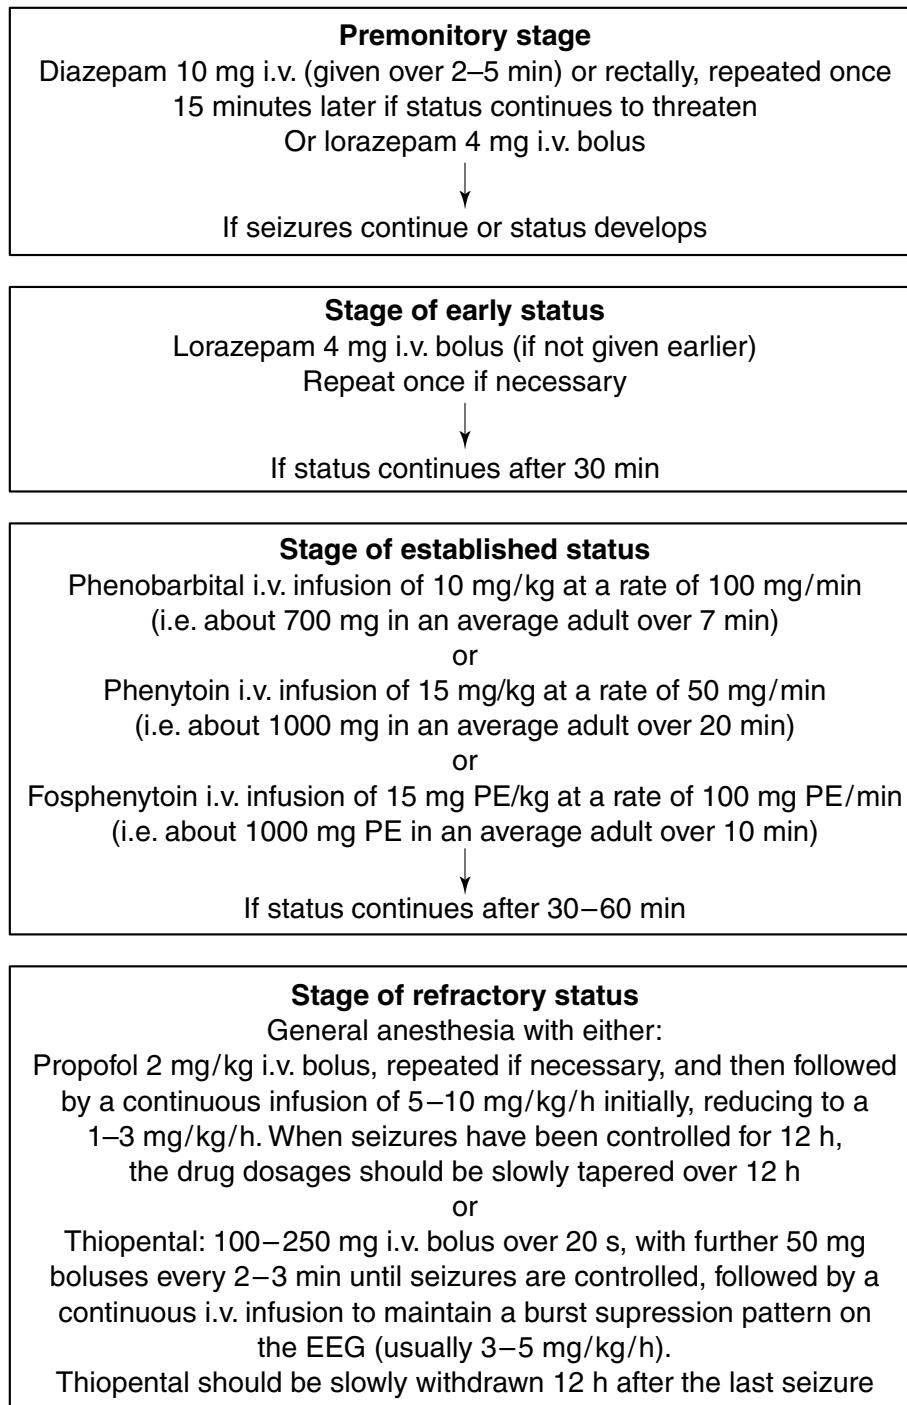 Premonitory stage
Diazepam 10 mg i.v. (given over 2–5 min) or rectally, repeated once
15 minutes later if status continues to threaten
Or lorazepam 4 mg i.v. bolus
If seizures continue or status develops
Stage of early status
Lorazepam 4 mg i.v. bolus (if not given earlier)
Repeat once if necessary
If status continues after 30 min
Stage of established status
Phenobarbital i.v. infusion of 10 mg/kg at a rate of 100 mg/min
(i.e. about 700 mg in an average adult over 7 min)
or
Phenytoin i.v. infusion of 15 mg/kg at a rate of 50 mg/min
(i.e. about 1000 mg in an average adult over 20 min)
or
Fosphenytoin i.v. infusion of 15 mg PE/kg at a rate of 100 mg PE/min
(i.e. about 1000 mg PE in an average adult over 10 min)
If status continues after 30–60 min
Stage of refractory status
General anesthesia with either:
Propofol 2 mg/kg i.v. bolus, repeated if necessary, and then followed
by a continuous infusion of 5–10 mg/kg/h initially, reducing to a
1–3 mg/kg/h. When seizures have been controlled for 12 h,
the drug dosages should be slowly tapered over 12 h
or
Thiopental: 100–250 mg i.v. bolus over 20 s, with further 50 mg
boluses every 2–3 min until seizures are controlled, followed by a
continuous i.v. infusion to maintain a burst supression pattern on
the EEG (usually 3–5 mg/kg/h).
Thiopental should be slowly withdrawn 12 h after the last seizure